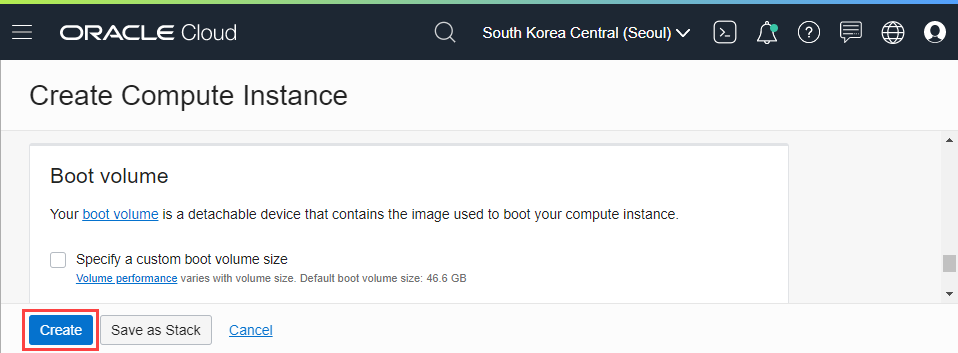 ORACLE Cloud
South Korea Central (Seoul)
Create Compute Instance
Boot volume
Your boot volume is a detachable device that contains the image used to boot your compute instance.
Specify a custom boot volume size
Volume performance varies with volume size. Default boot volume size: 46.6 GB
Create Save as Stack Cancel